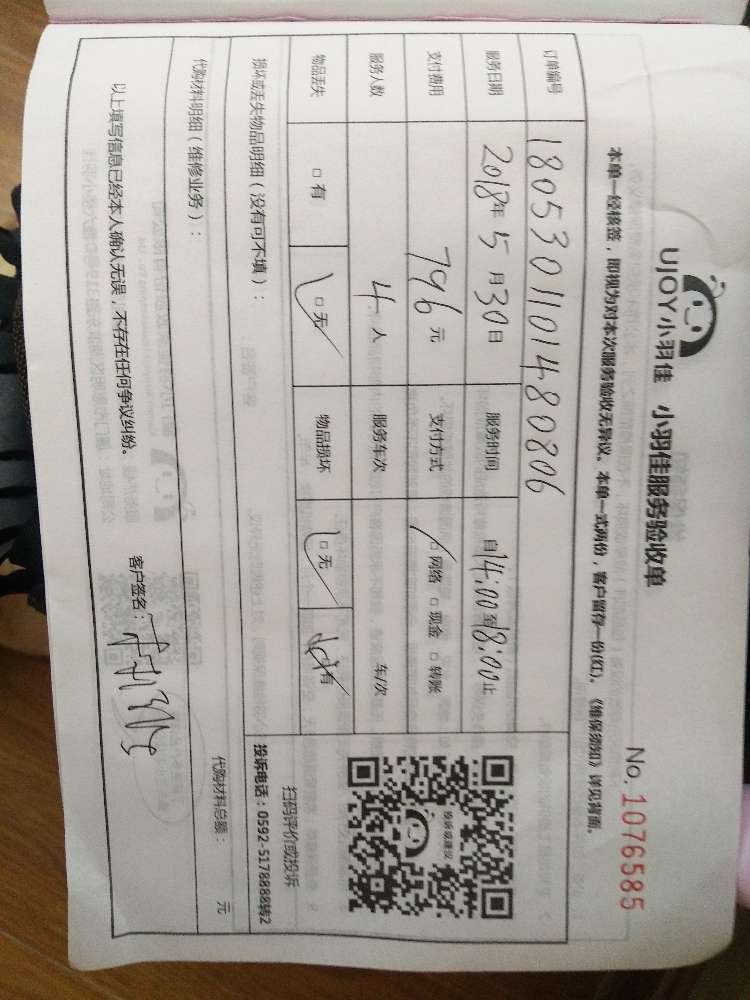 UJOY小羽佳 小羽佳服务验收单 No. 1076585
本单一经核签，即视为对本次服务验收无异议。本单一式两份，客户留存一份(红)。《维保须知》详见背面。
订单编号 1805301101480806
服务日期 2018年5月30日 服务时间 自14:00至18:00止
支付费用 796元 支付方式 □网络 □现金 □转账
服务人数 4人 服务车次 车/次
物品丢失 □有 □无 物品损坏 □无 有
投诉或建议
扫码评价或投诉
损坏或丢失物品明细（没有可不填）：
投诉电话：0592-5178888转2
代购材料明细（维修业务）： 代购材料总额： 元
以上填写信息已经本人确认无误，不存在任何争议纠纷。
客户签名：